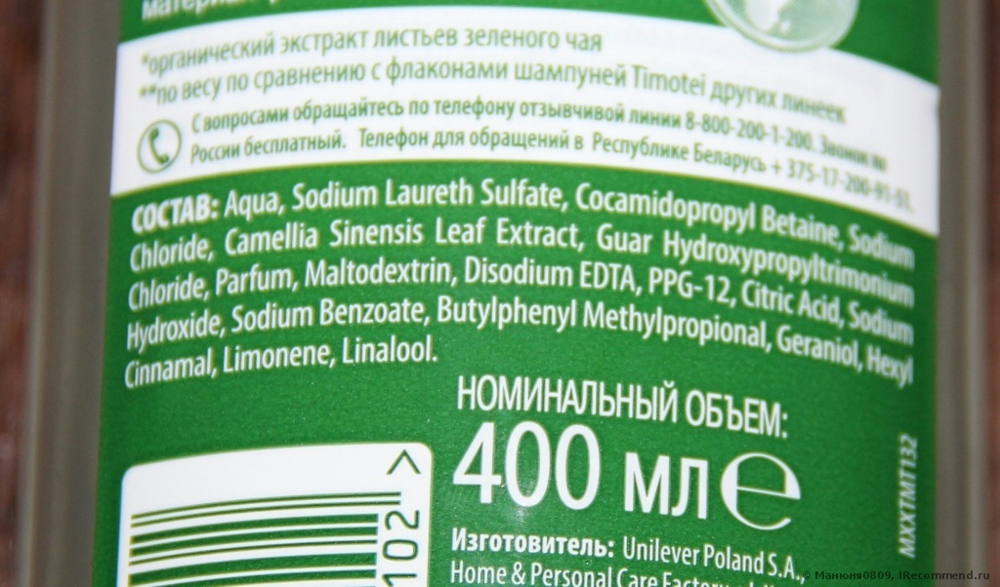 *органический экстракт листьев зеленого чая
**по весу по сравнению с флаконами шампуней Timotei других линеек
С вопросами обращайтесь по телефону отзывчивой линии 8-800-200-1-200. Звонок по
России бесплатный. Телефон для обращений в Республике Беларусь + 375-17-200-91-51.
СОСТАВ: Aqua, Sodium Laureth Sulfate, Cocamidopropyl Betaine, Sodium
Chloride, Camellia Sinensis Leaf Extract, Guar Hydroxypropyltrimonium
Chloride, Parfum, Maltodextrin, Disodium EDTA, PPG-12, Citric Acid, Sodium
Hydroxide, Sodium Benzoate, Butylphenyl Methylpropional, Geraniol, Hexyl
Cinnamal, Limonene, Linalool.
НОМИНАЛЬНЫЙ ОБЪЕМ:
400 МЛ ℮
MXXTMT132
102 >
Изготовитель: Unilever Poland S.A.,
Home & Personal Care
© Манюня0809, IRecommend.ru